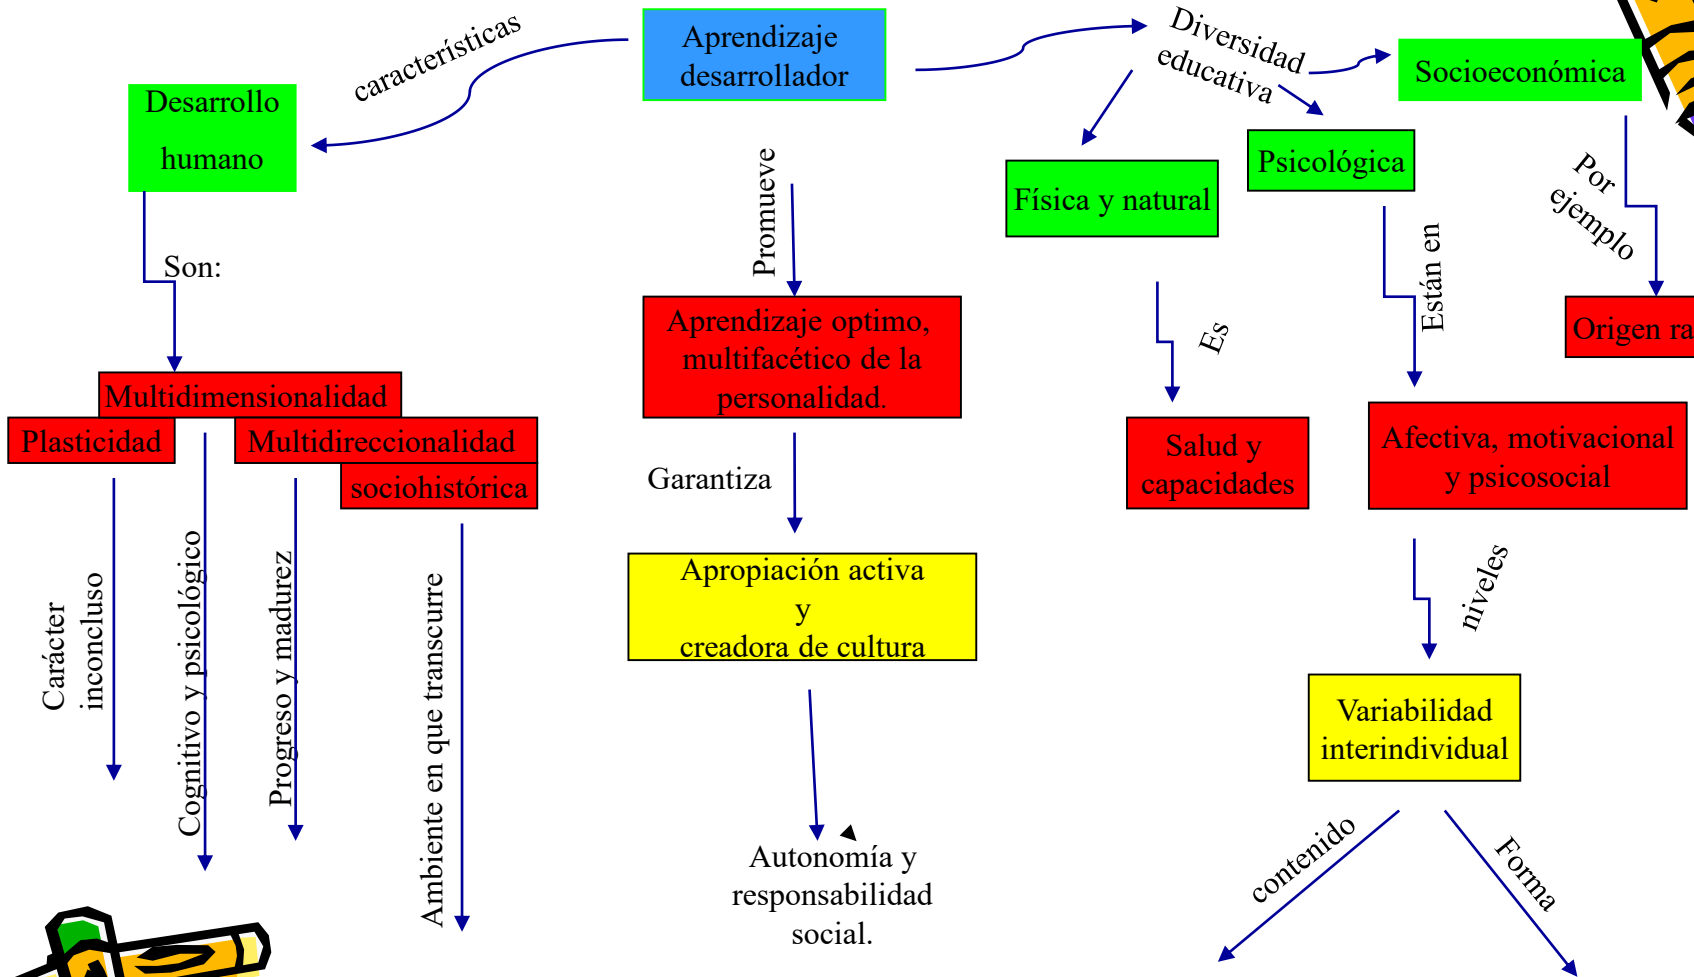 Aprendizaje
desarrollador
características
Desarrollo
humano
Son:
Multidimensionalidad
Plasticidad
Multidireccionalidad
sociohistórica
Carácter
inconcluso
Cognitivo y psicológico
Progreso y madurez
Ambiente en que transcurre
Promueve
Aprendizaje optimo,
multifacético de la
personalidad.
Garantiza
Apropiación activa
y
creadora de cultura
Autonomía y
responsabilidad
social.
Diversidad
educativa
Física y natural
Es
Salud y
capacidades
Psicológica
Están en
Afectiva, motivacional
y psicosocial
niveles
Variabilidad
interindividual
contenido
Forma
Socioeconómica
Por
ejemplo
Origen